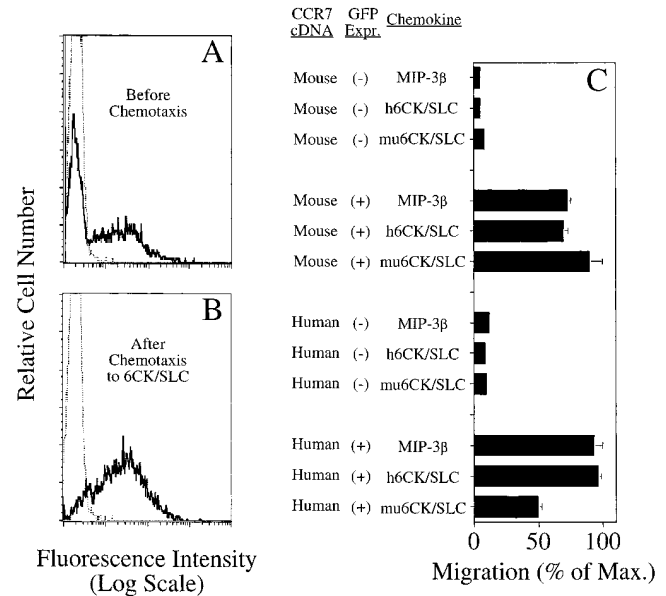 A
Before
Chemotaxis
B
After
Chemotaxis
to 6CK/SLC
Relative Cell Number
Fluorescence Intensity
(Log Scale)
CCR7 GFP
cDNA Expr. Chemokine
C
Mouse (-) MIP-3β
Mouse (-) h6CK/SLC
Mouse (-) mu6CK/SLC
Mouse (+) MIP-3β
Mouse (+) h6CK/SLC
Mouse (+) mu6CK/SLC
Human (-) MIP-3β
Human (-) h6CK/SLC
Human (-) mu6CK/SLC
Human (+) MIP-3β
Human (+) h6CK/SLC
Human (+) mu6CK/SLC
0 50 100
Migration (% of Max.)